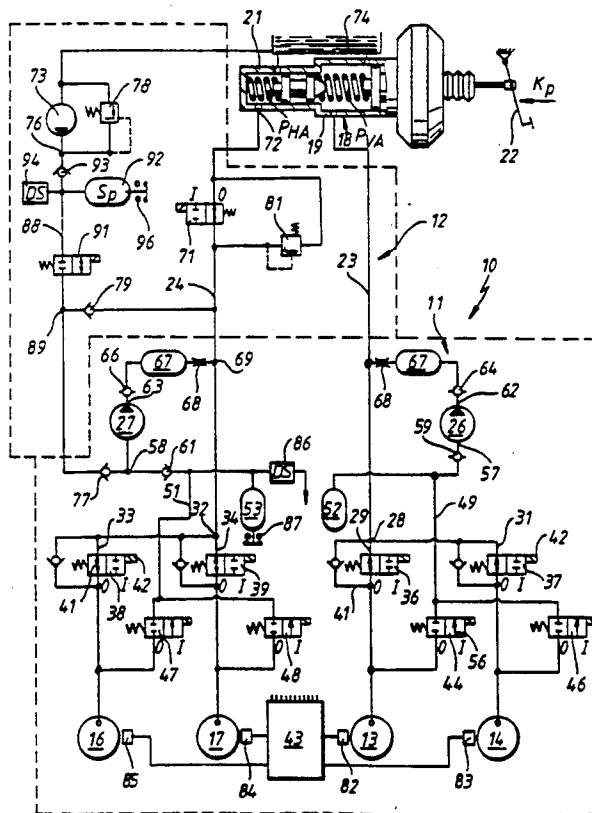 21 74
73 78 K_p
76 P_HA 22
94 DS 93 92 72 19 18 P_VA
Sp 96 I O 81
88 91 71 12
10
79 24 23
89 11
66 67 69 67 64
63 68 68 62
27 26
58 61 59 57
86 DS
77 51 53 52 49
33 32 34 87 29 28 31
42 42
41 I 38 O I 39 O 41 I 36 O I 37 O
O I 47 O I 48 O I 56 44 O I 46
16 17 43 13 14
85 84 82 83